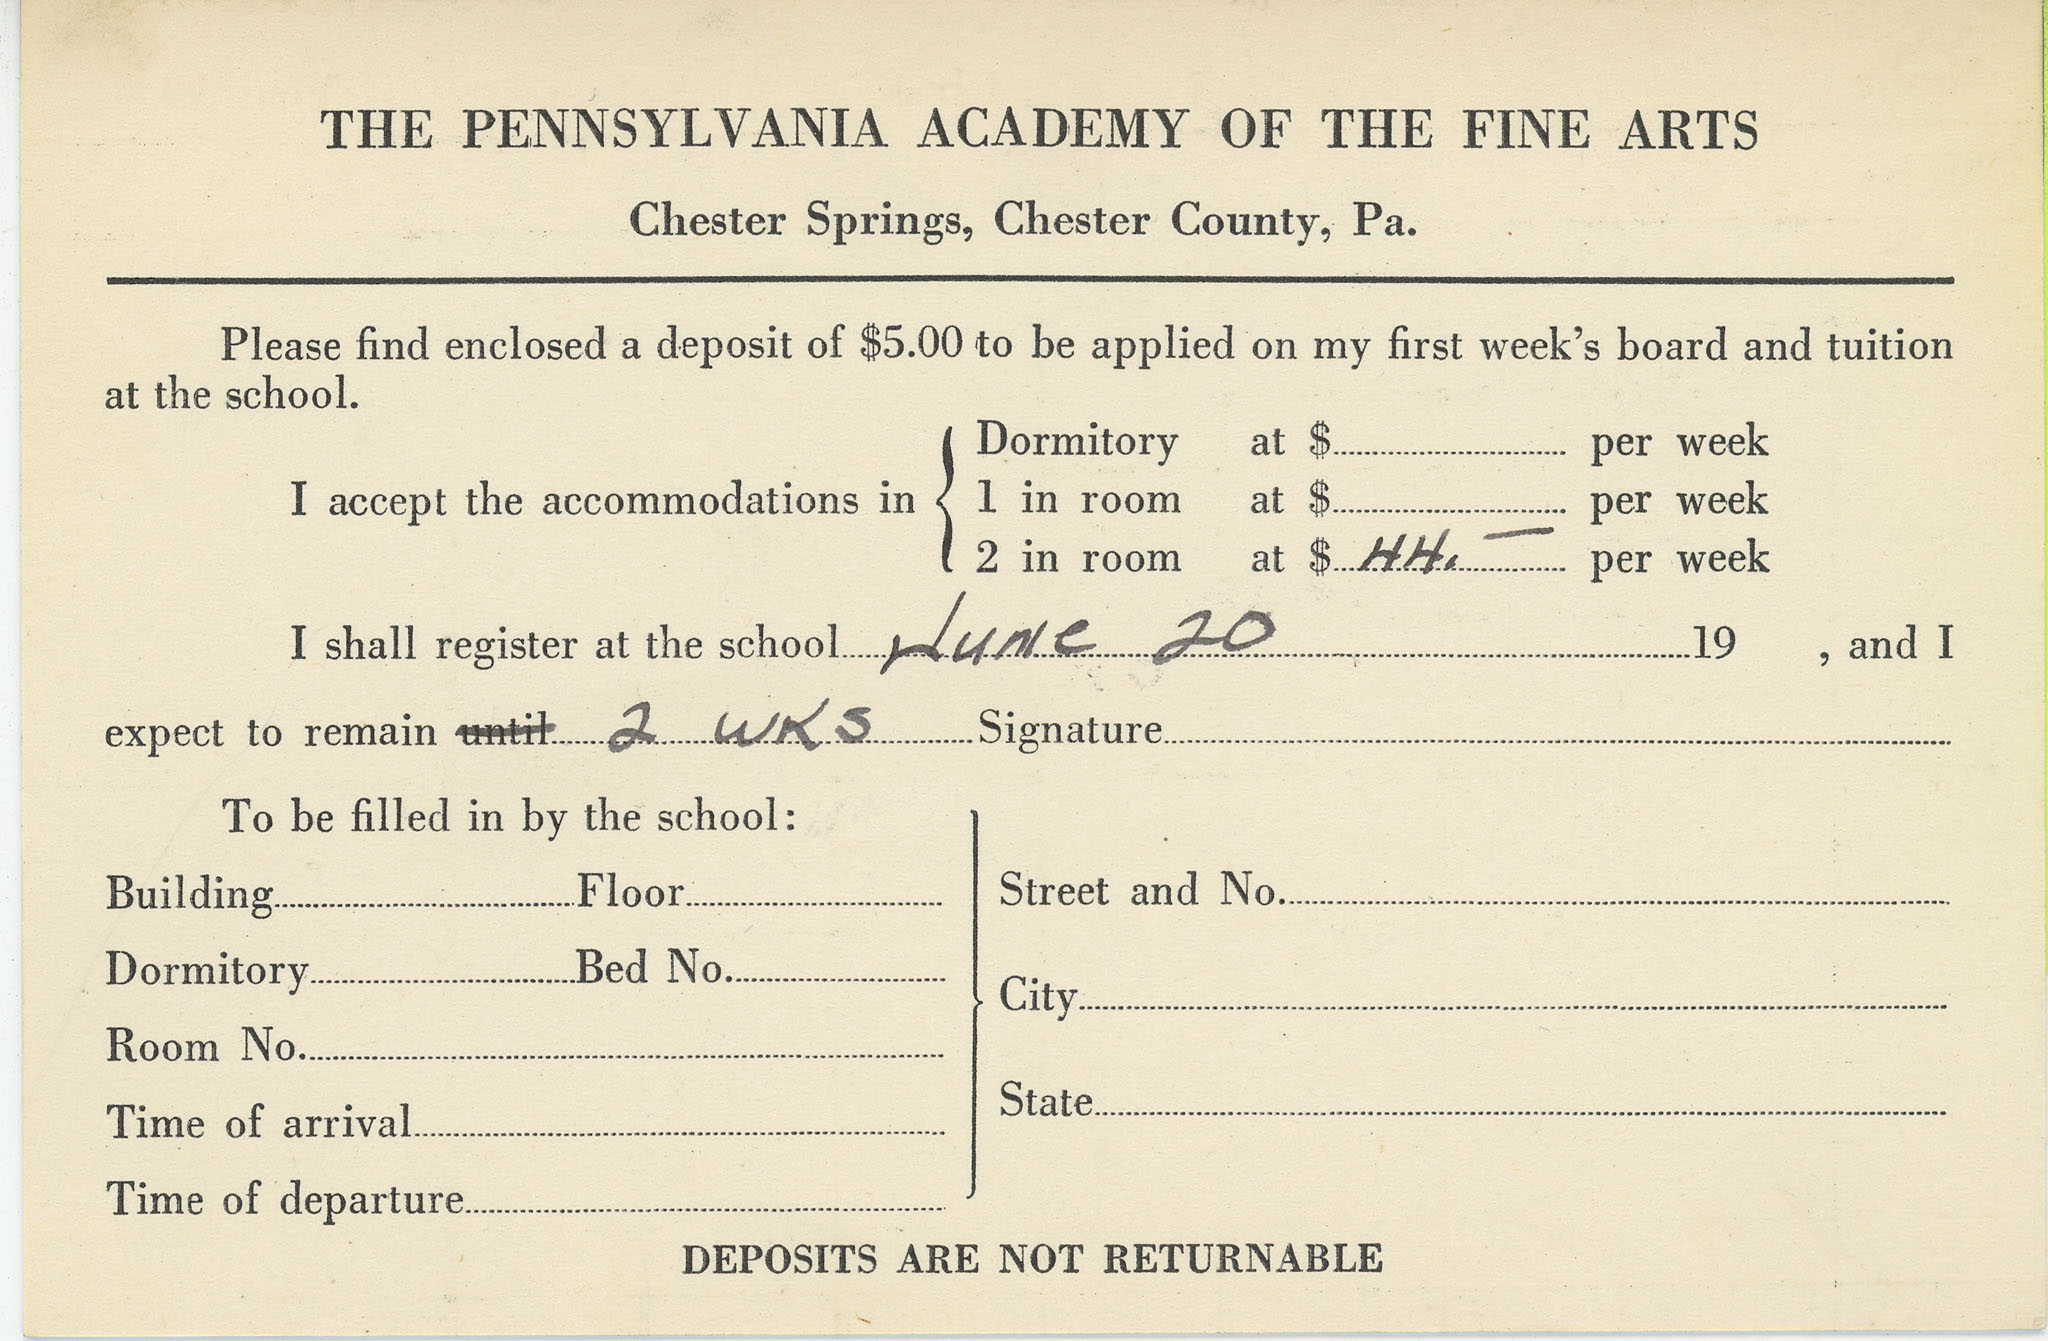 THE PENNSYLVANIA ACADEMY OF THE FINE ARTS
Chester Springs, Chester County, Pa.
Please find enclosed a deposit of $5.00 to be applied on my first week's board and tuition
at the school.
Dormitory at $ per week
I accept the accommodations in 1 in room at $ per week
2 in room at $ 44.— per week
I shall register at the school June 20 19 , and I
expect to remain until 2 WKS Signature
To be filled in by the school:
Building Floor
Street and No.
Dormitory Bed No.
City
Room No.
State
Time of arrival
Time of departure
DEPOSITS ARE NOT RETURNABLE